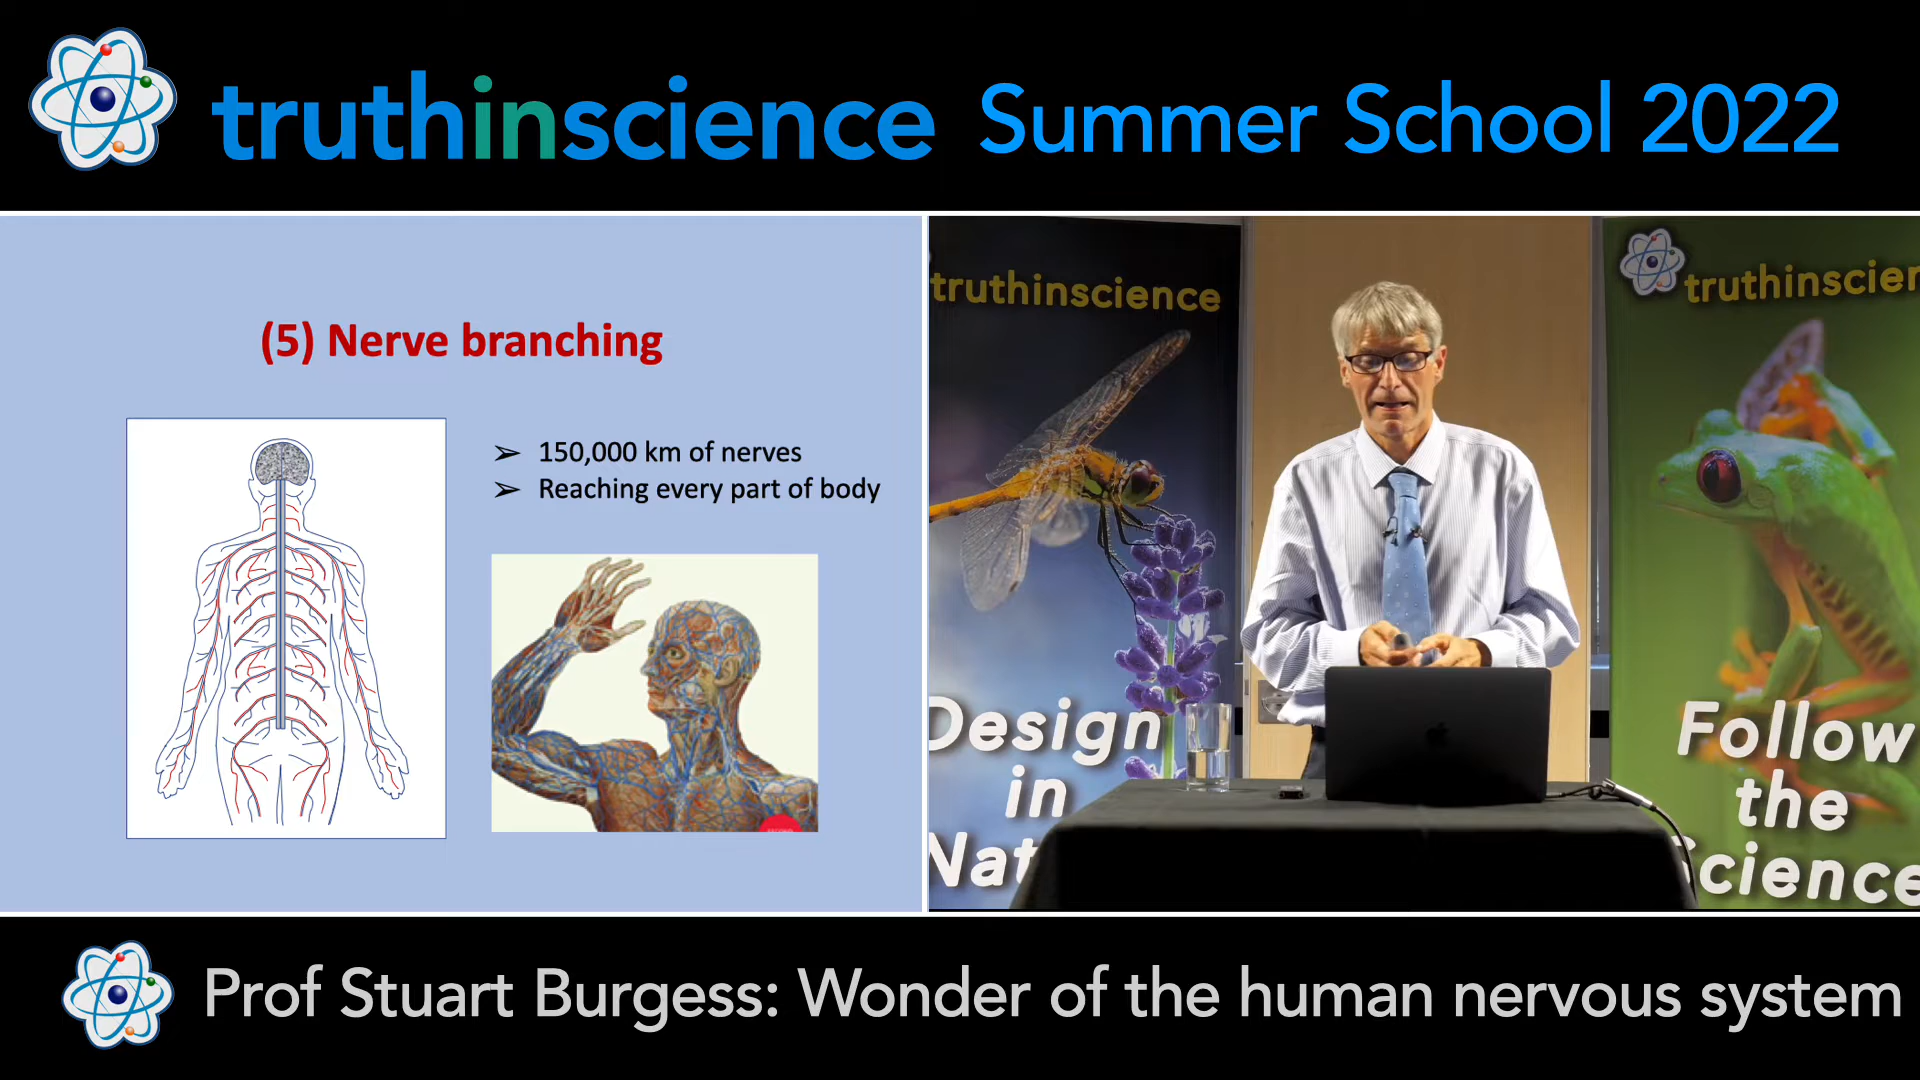 truthinscience Summer School 2022
(5) Nerve branching
➢ 150,000 km of nerves
➢ Reaching every part of body
truthinscience
Design
in
Nat
truthinscien
Follow
the
Science
Prof Stuart Burgess: Wonder of the human nervous system